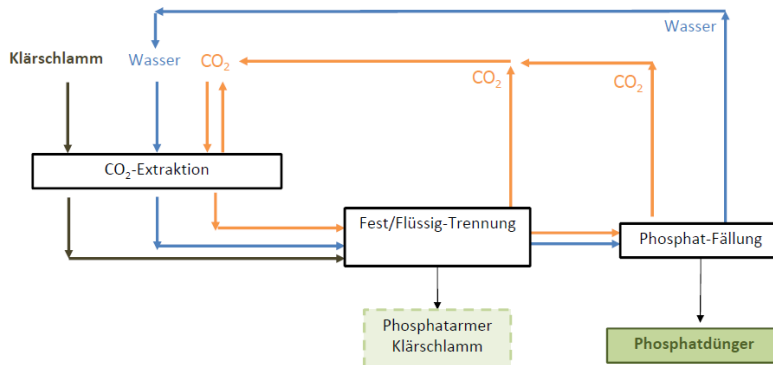 Wasser
Klärschlamm
Wasser
CO₂
CO₂
CO₂
CO₂-Extraktion
Fest/Flüssig-Trennung
Phosphat-Fällung
Phosphatarmer
Klärschlamm
Phosphatdünger